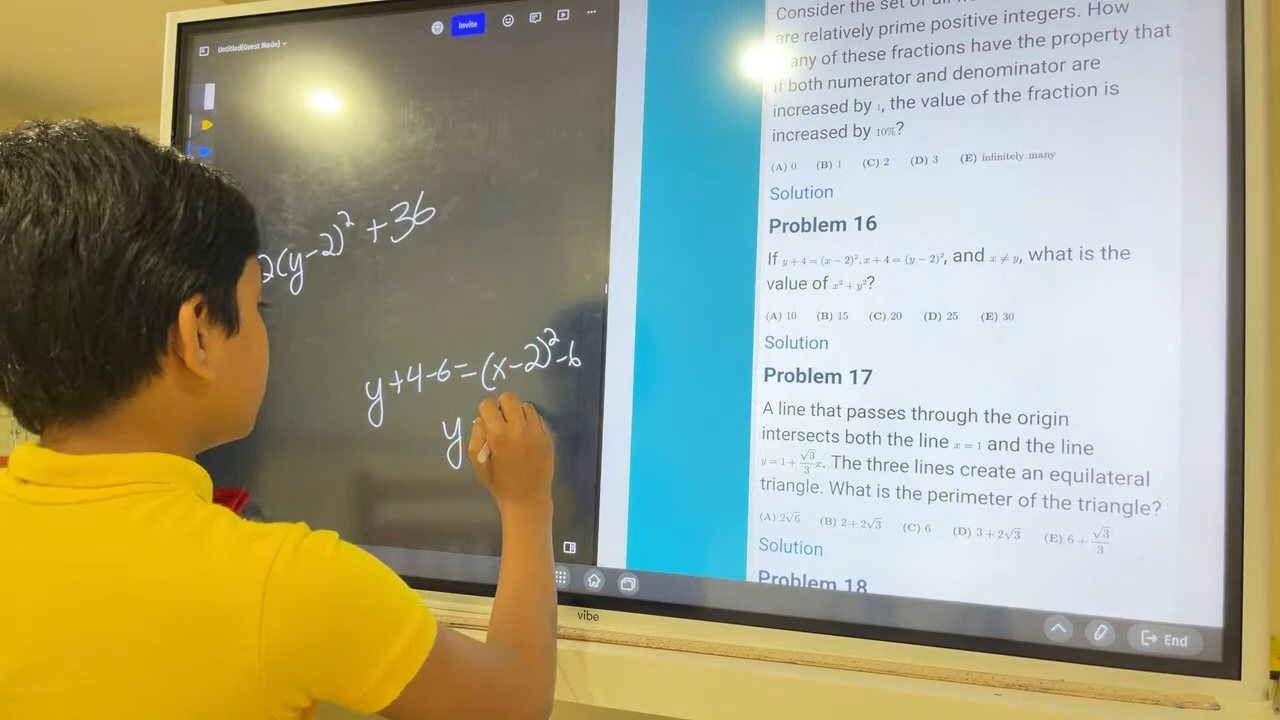 Untitled(Guest Mode)
Invite
2(y-2)² +36
y+4-6=(x-2)²-6
y
are relatively prime positive integers. How
any of these fractions have the property that
if both numerator and denominator are
increased by 1, the value of the fraction is
increased by 10%?
(A) 0 (B) 1 (C) 2 (D) 3 (E) infinitely many
Solution
Problem 16
If y + 4 = (x − 2)², x + 4 = (y − 2)², and x ≠ y, what is the
value of x² + y²?
(A) 10 (B) 15 (C) 20 (D) 25 (E) 30
Solution
Problem 17
A line that passes through the origin
intersects both the line x = 1 and the line
y = 1 + √3/3 x. The three lines create an equilateral
triangle. What is the perimeter of the triangle?
(A) 2√6 (B) 2 + 2√3 (C) 6 (D) 3 + 2√3 (E) 6 + √3/3
Solution
Problem 18
End
vibe